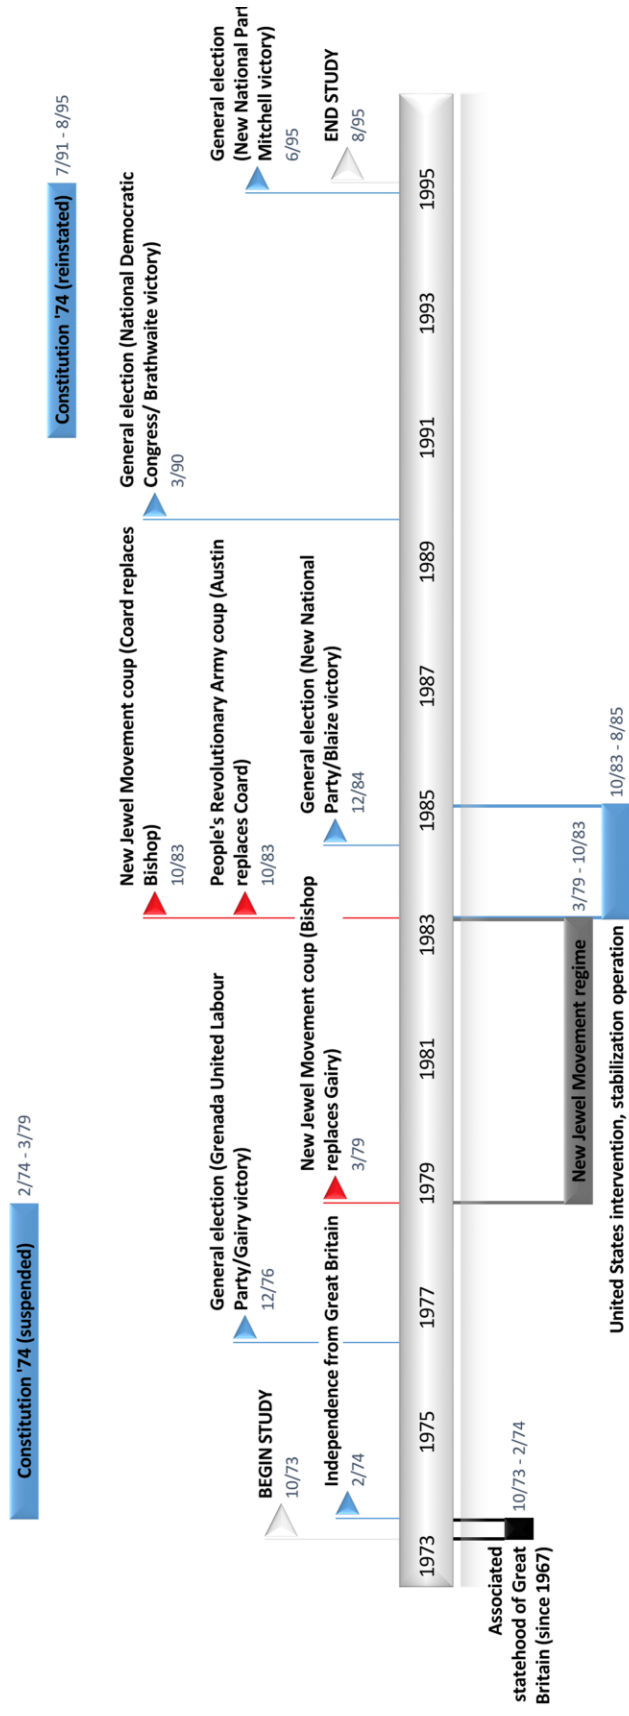 Constitution '74 (suspended)
2/74 - 3/79
Constitution '74 (reinstated)
7/91 - 8/95
New Jewel Movement coup (Coard replaces
Bishop)
10/83
General election (National Democratic
Congress/ Brathwaite victory)
3/90
General election (Grenada United Labour
Party/Gairy victory)
12/76
People's Revolutionary Army coup (Austin
replaces Coard)
10/83
General election
(New National Par
Mitchell victory)
6/95
BEGIN STUDY
10/73
Independence from Great Britain
2/74
New Jewel Movement coup (Bishop
replaces Gairy)
3/79
General election (New National
Party/Blaize victory)
12/84
END STUDY
8/95
1973
1975
1977
1979
1981
1983
1985
1987
1989
1991
1993
1995
Associated
statehood of Great
Britain (since 1967)
10/73 - 2/74
New Jewel Movement regime
3/79 - 10/83
United States intervention, stabilization operation
10/83 - 8/85